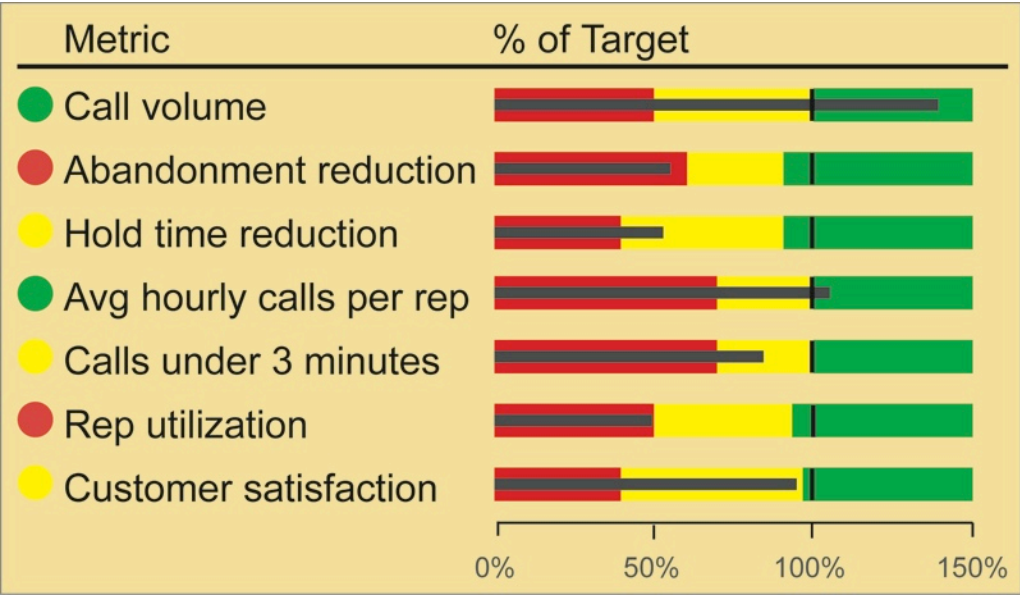 Metric % of Target
Call volume
Abandonment reduction
Hold time reduction
Avg hourly calls per rep
Calls under 3 minutes
Rep utilization
Customer satisfaction
0% 50% 100% 150%